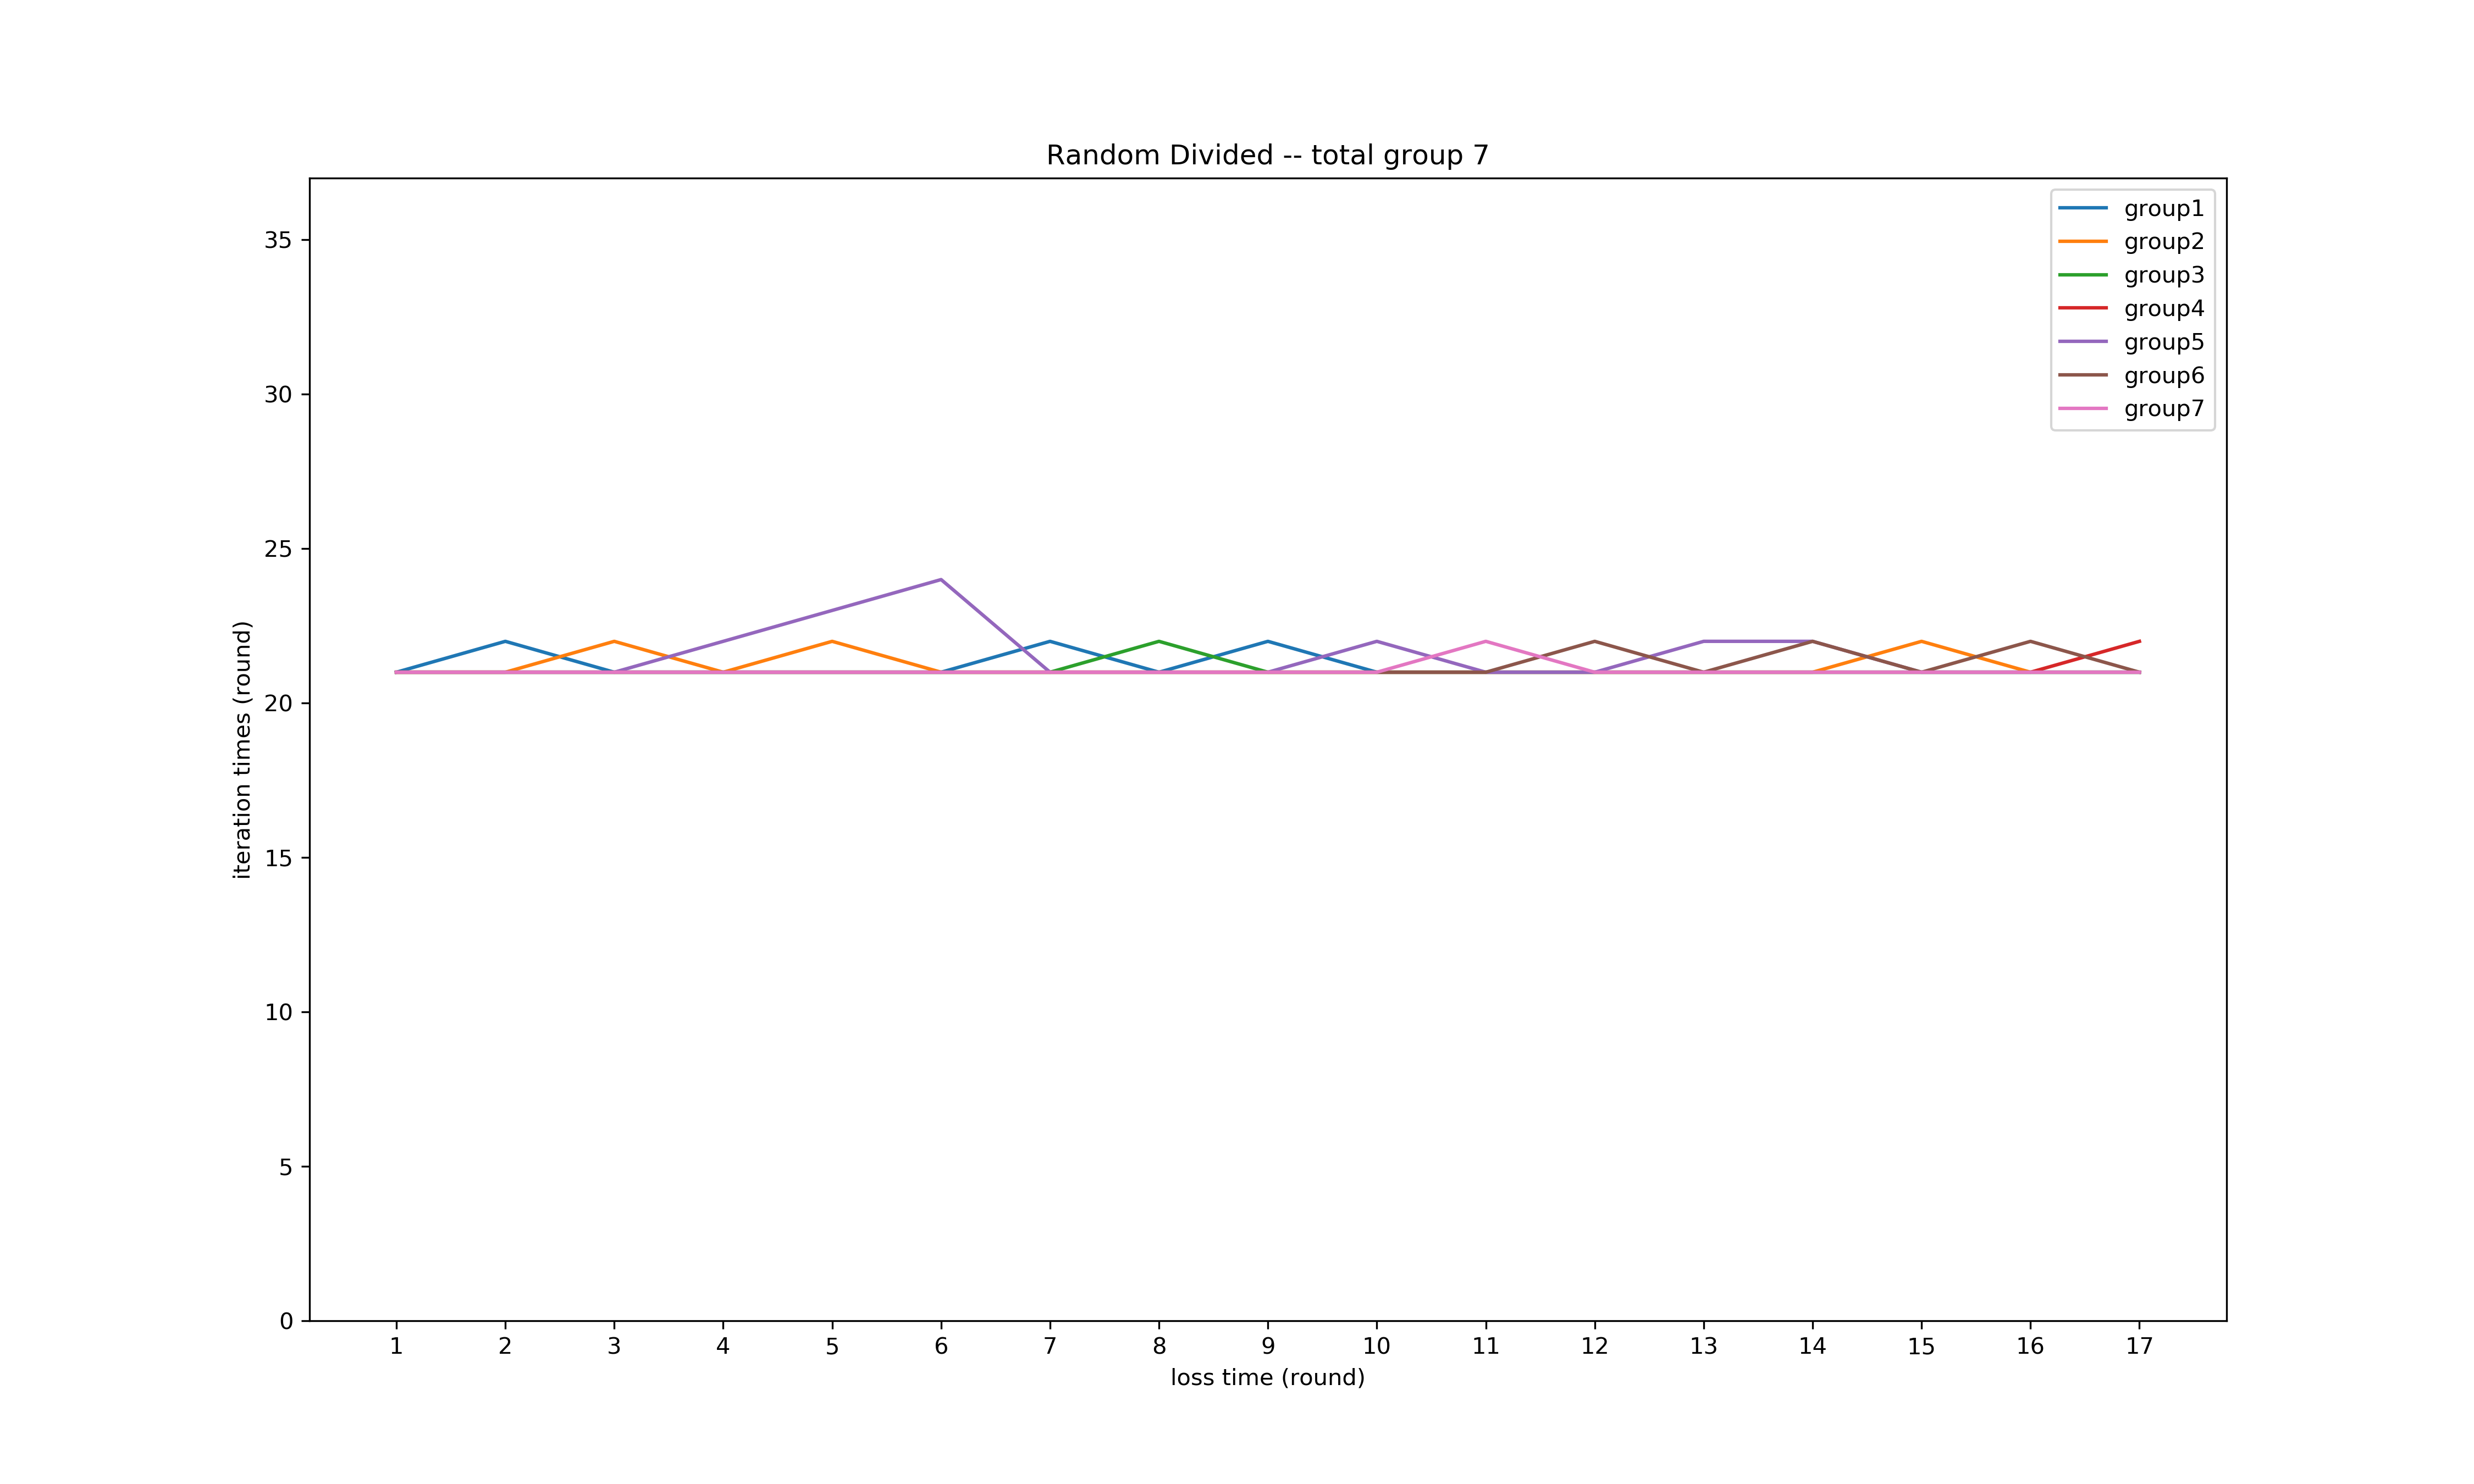 Random Divided -- total group 7
group1
group2
group3
group4
group5
group6
group7
iteration times (round)
35
30
25
20
15
10
5
0
1 2 3 4 5 6 7 8 9 10 11 12 13 14 15 16 17
loss time (round)